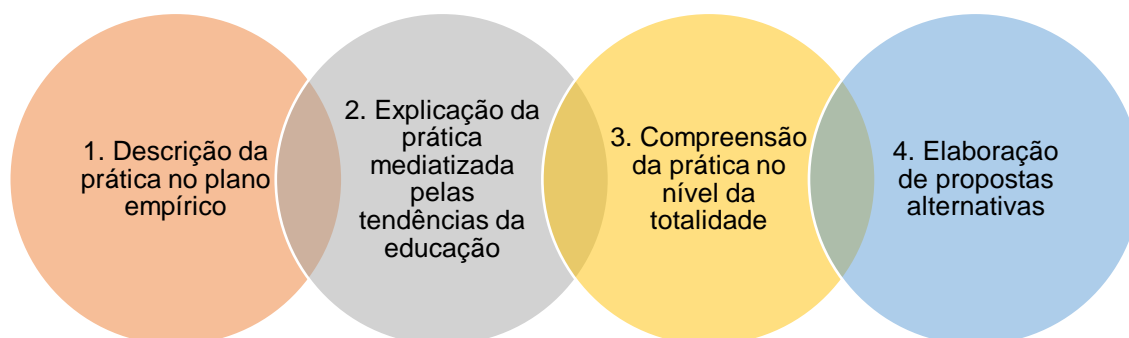 1. Descrição da
prática no plano
empírico
2. Explicação da
prática
mediatizada
pelas
tendências da
educação
3. Compreensão
da prática no
nível da
totalidade
4. Elaboração
de propostas
alternativas